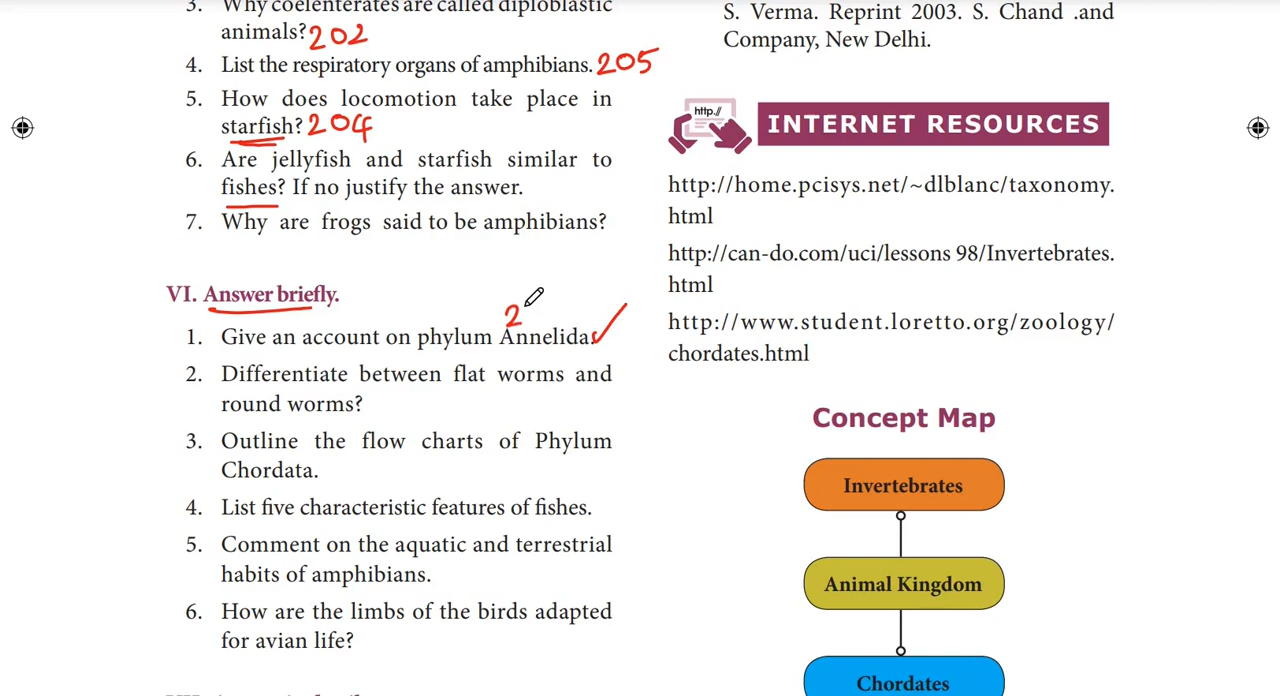 3. Why coelenterates are called diploblastic
animals? 202
4. List the respiratory organs of amphibians. 205
5. How does locomotion take place in
starfish? 204
6. Are jellyfish and starfish similar to
fishes? If no justify the answer.
7. Why are frogs said to be amphibians?
VI. Answer briefly.
2
1. Give an account on phylum Annelida.
2. Differentiate between flat worms and
round worms?
3. Outline the flow charts of Phylum
Chordata.
4. List five characteristic features of fishes.
5. Comment on the aquatic and terrestrial
habits of amphibians.
6. How are the limbs of the birds adapted
for avian life?
S. Verma. Reprint 2003. S. Chand .and
Company, New Delhi.
http://
INTERNET RESOURCES
http://home.pcisys.net/~dlblanc/taxonomy.
html
http://can-do.com/uci/lessons 98/Invertebrates.
html
http://www.student.loretto.org/zoology/
chordates.html
Concept Map
Invertebrates
Animal Kingdom
Chordates